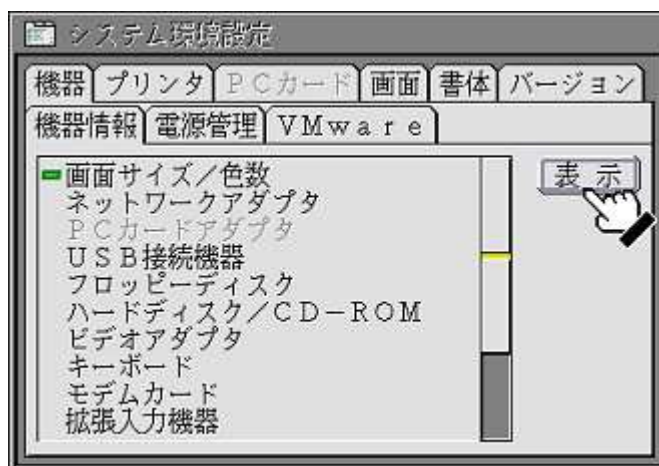 システム環境設定
機器 プリンタ PCカード 画面 書体 バージョン
機器情報 電源管理 VMware
画面サイズ/色数
表示
ネットワークアダプタ
PCカードアダプタ
USB接続機器
フロッピーディスク
ハードディスク/CD-ROM
ビデオアダプタ
キーボード
モデムカード
拡張入力機器